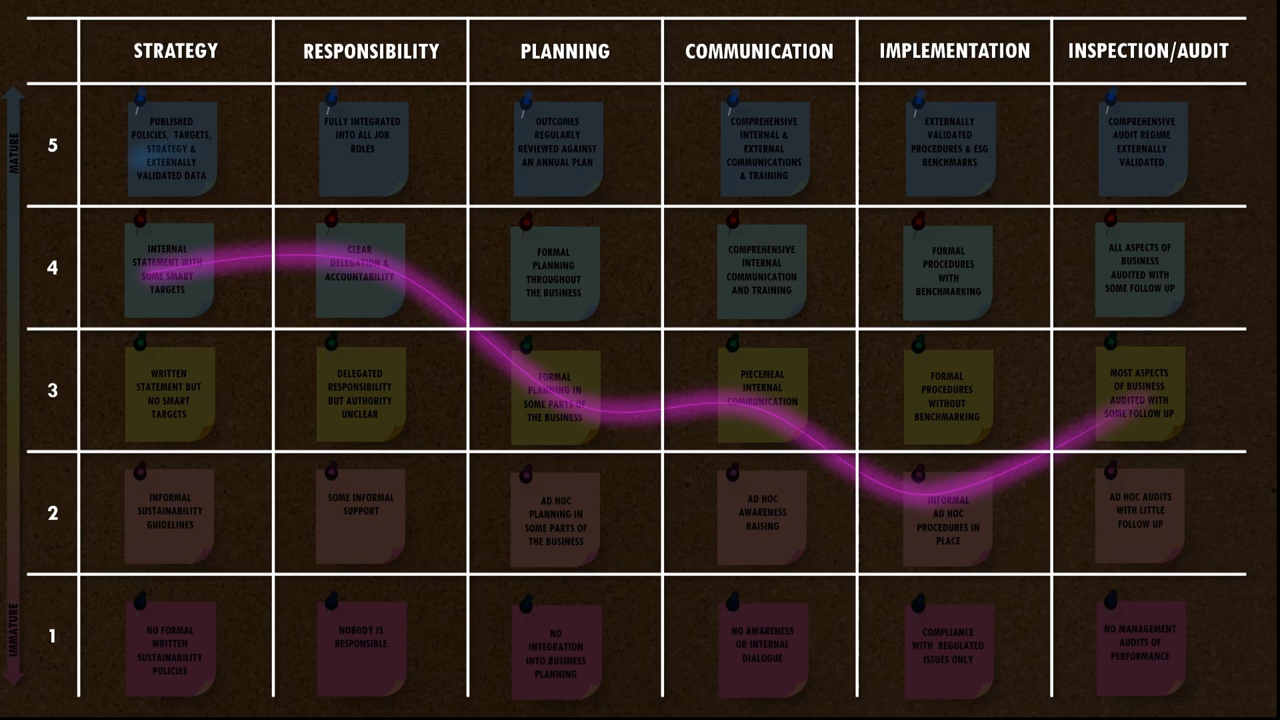 STRATEGY
RESPONSIBILITY
PLANNING
COMMUNICATION
IMPLEMENTATION
INSPECTION/AUDIT
MATURE
5
PUBLISHED
POLICIES, TARGETS,
STRATEGY &
EXTERNALLY
VALIDATED DATA
FULLY INTEGRATED
INTO ALL JOB
ROLES
OUTCOMES
REGULARLY
REVIEWED AGAINST
AN ANNUAL PLAN
COMPREHENSIVE
INTERNAL &
EXTERNAL
COMMUNICATIONS
& TRAINING
EXTERNALLY
VALIDATED
PROCEDURES & ESG
BENCHMARKS
COMPREHENSIVE
AUDIT REGIME
EXTERNALLY
VALIDATED
4
INTERNAL
STATEMENT WITH
SOME SMART
TARGETS
CLEAR
DELEGATION &
ACCOUNTABILITY
FORMAL
PLANNING
THROUGHOUT
THE BUSINESS
COMPREHENSIVE
INTERNAL
COMMUNICATION
AND TRAINING
FORMAL
PROCEDURES
WITH
BENCHMARKING
ALL ASPECTS OF
BUSINESS
AUDITED WITH
SOME FOLLOW UP
3
WRITTEN
STATEMENT BUT
NO SMART
TARGETS
DELEGATED
RESPONSIBILITY
BUT AUTHORITY
UNCLEAR
FORMAL
PLANNING IN
SOME PARTS OF
THE BUSINESS
PIECEMEAL
INTERNAL
COMMUNICATION
FORMAL
PROCEDURES
WITHOUT
BENCHMARKING
MOST ASPECTS
OF BUSINESS
AUDITED WITH
SOME FOLLOW UP
2
INFORMAL
SUSTAINABILITY
GUIDELINES
SOME INFORMAL
SUPPORT
AD HOC
PLANNING IN
SOME PARTS OF
THE BUSINESS
AD HOC
AWARENESS
RAISING
INFORMAL
AD HOC
PROCEDURES IN
PLACE
AD HOC AUDITS
WITH LITTLE
FOLLOW UP
IMMATURE
1
NO FORMAL
WRITTEN
SUSTAINABILITY
POLICIES
NOBODY IS
RESPONSIBLE
NO
INTEGRATION
INTO BUSINESS
PLANNING
NO AWARENESS
OR INTERNAL
DIALOGUE
COMPLIANCE
WITH REGULATED
ISSUES ONLY
NO MANAGEMENT
AUDITS OF
PERFORMANCE